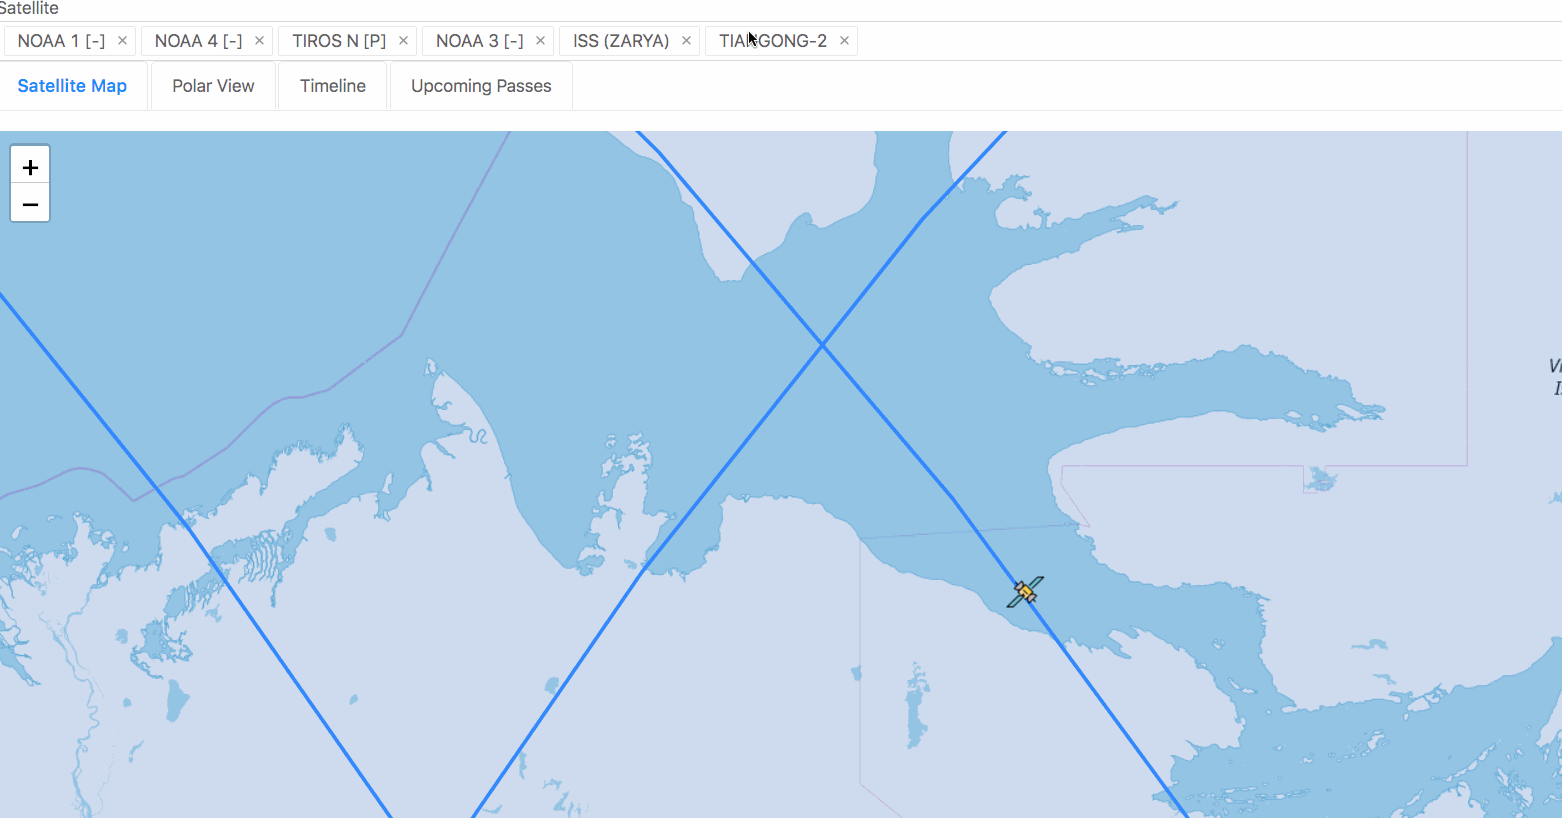 Satellite
NOAA 1 [-] × NOAA 4 [-] × TIROS N [P] × NOAA 3 [-] × ISS (ZARYA) × TIANGONG-2 ×
Satellite Map Polar View Timeline Upcoming Passes
+
−